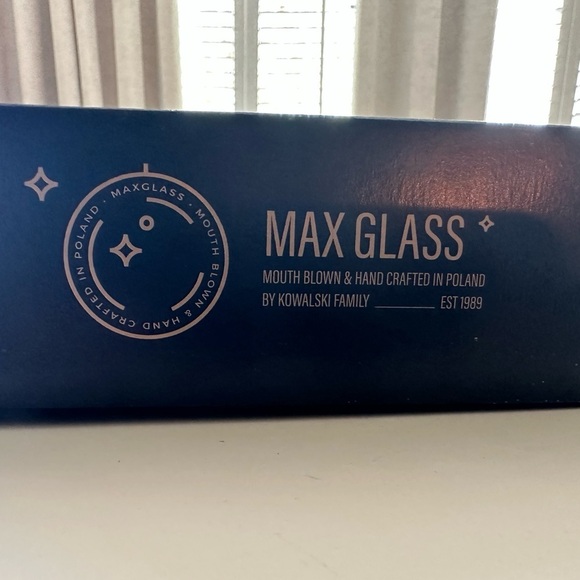 MAXGLASS · MOUTH BLOWN & HAND CRAFTED IN POLAND ·
MAX GLASS
MOUTH BLOWN & HAND CRAFTED IN POLAND
BY KOWALSKI FAMILY __________ EST 1989